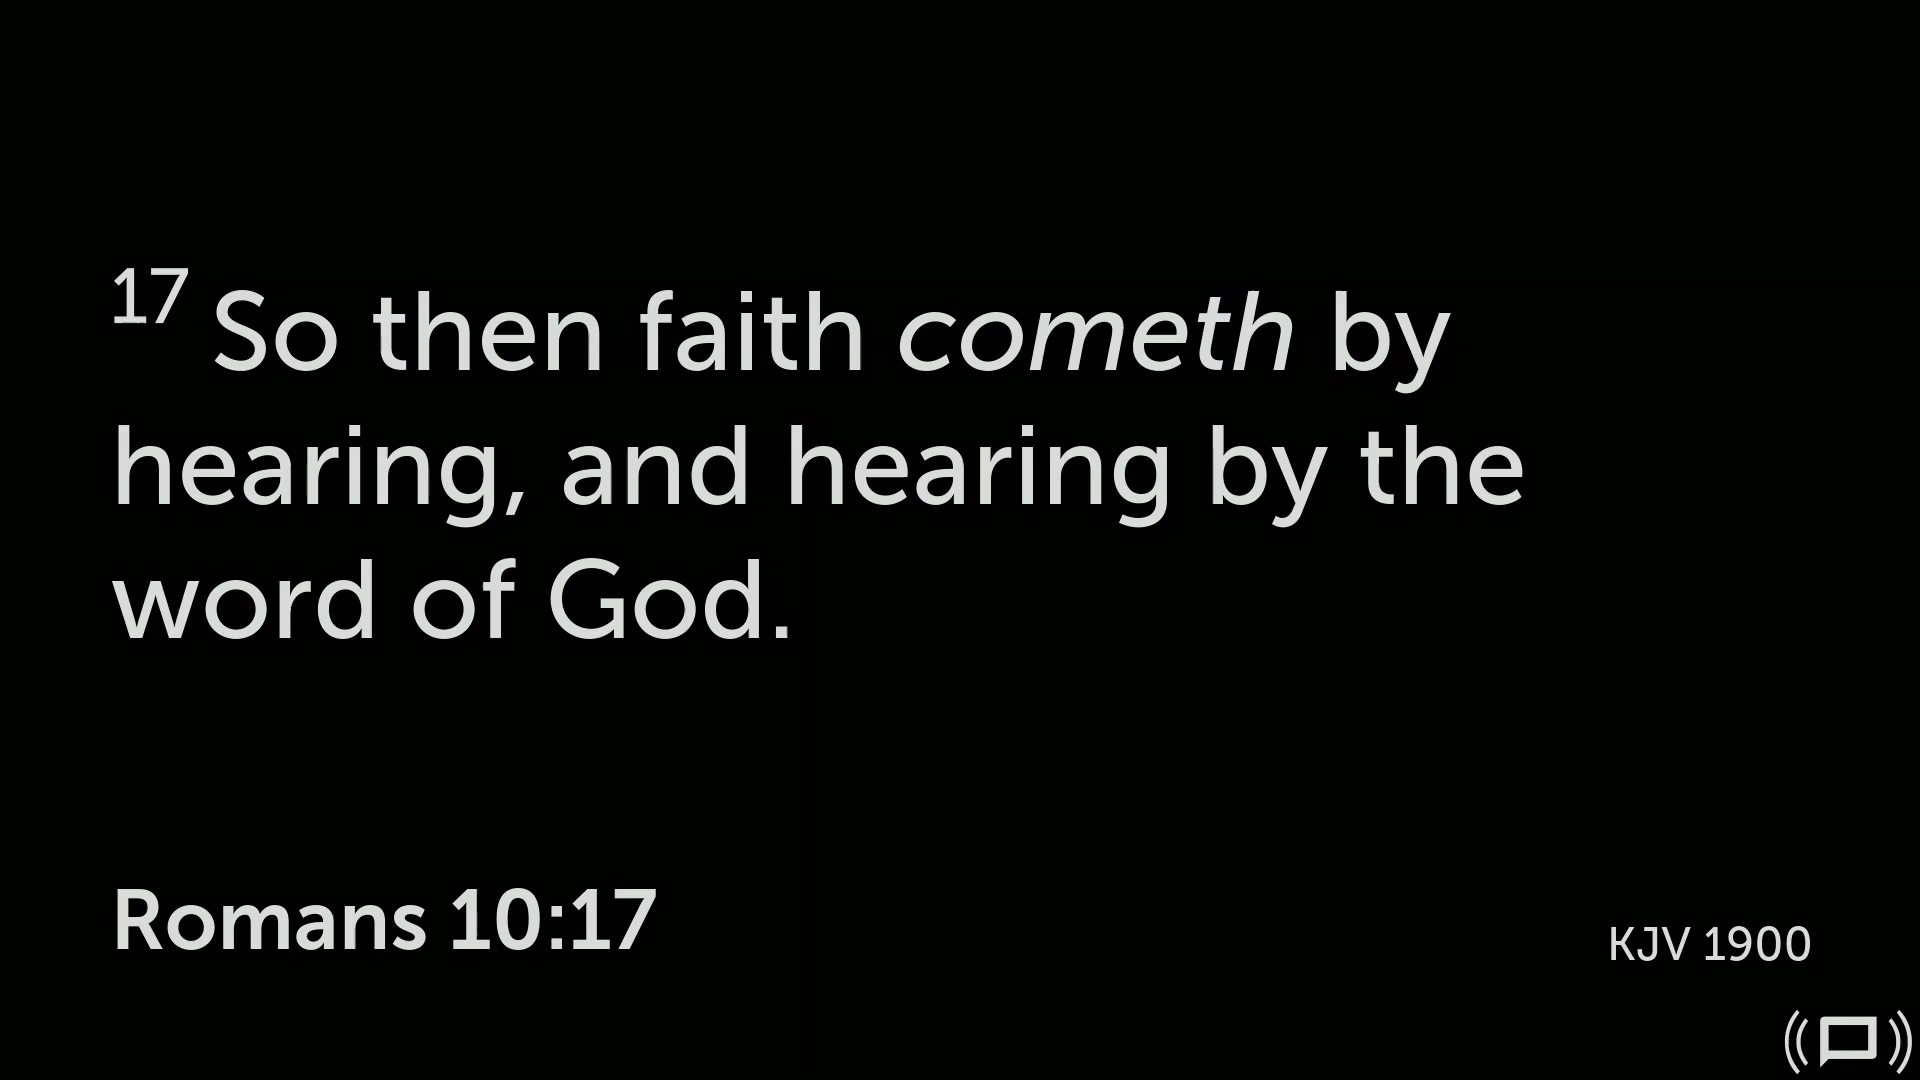 17 So then faith cometh by
hearing, and hearing by the
word of God.
Romans 10:17
KJV 1900